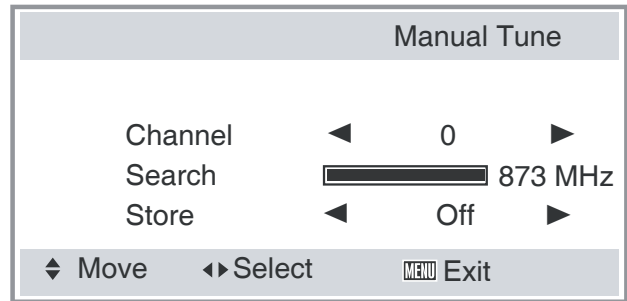 Manual Tune
Channel ◀ 0 ▶
Search 873 MHz
Store ◀ Off ▶
Move Select MENU Exit